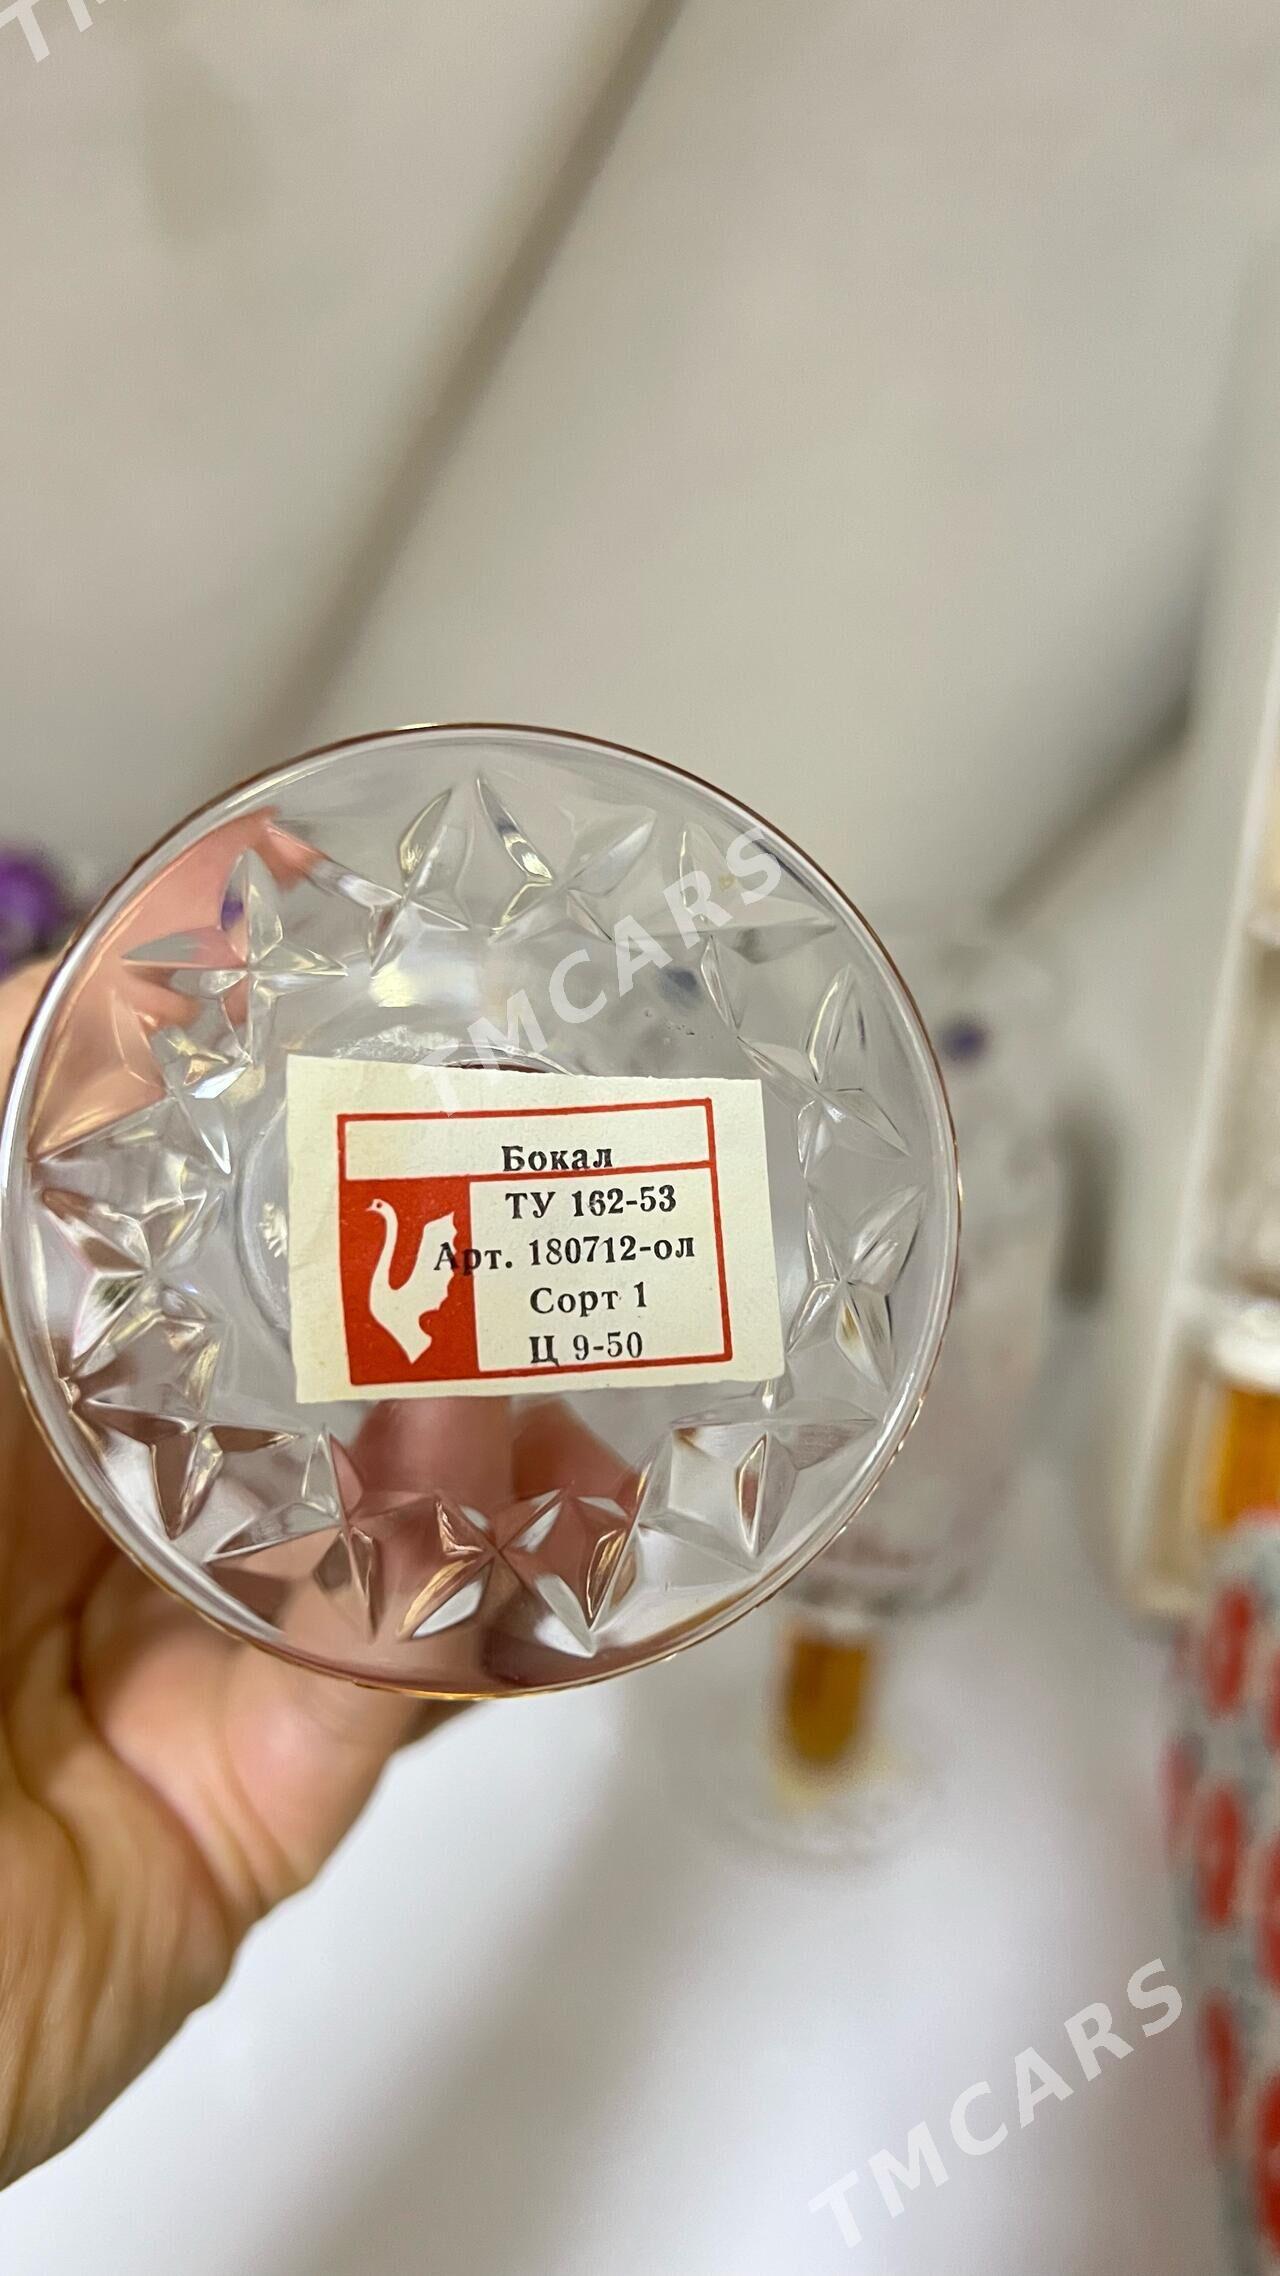 TMCARS
Бокал
ТУ 162-53
Арт. 180712-ол
Сорт 1
Ц 9-50
TMCARS